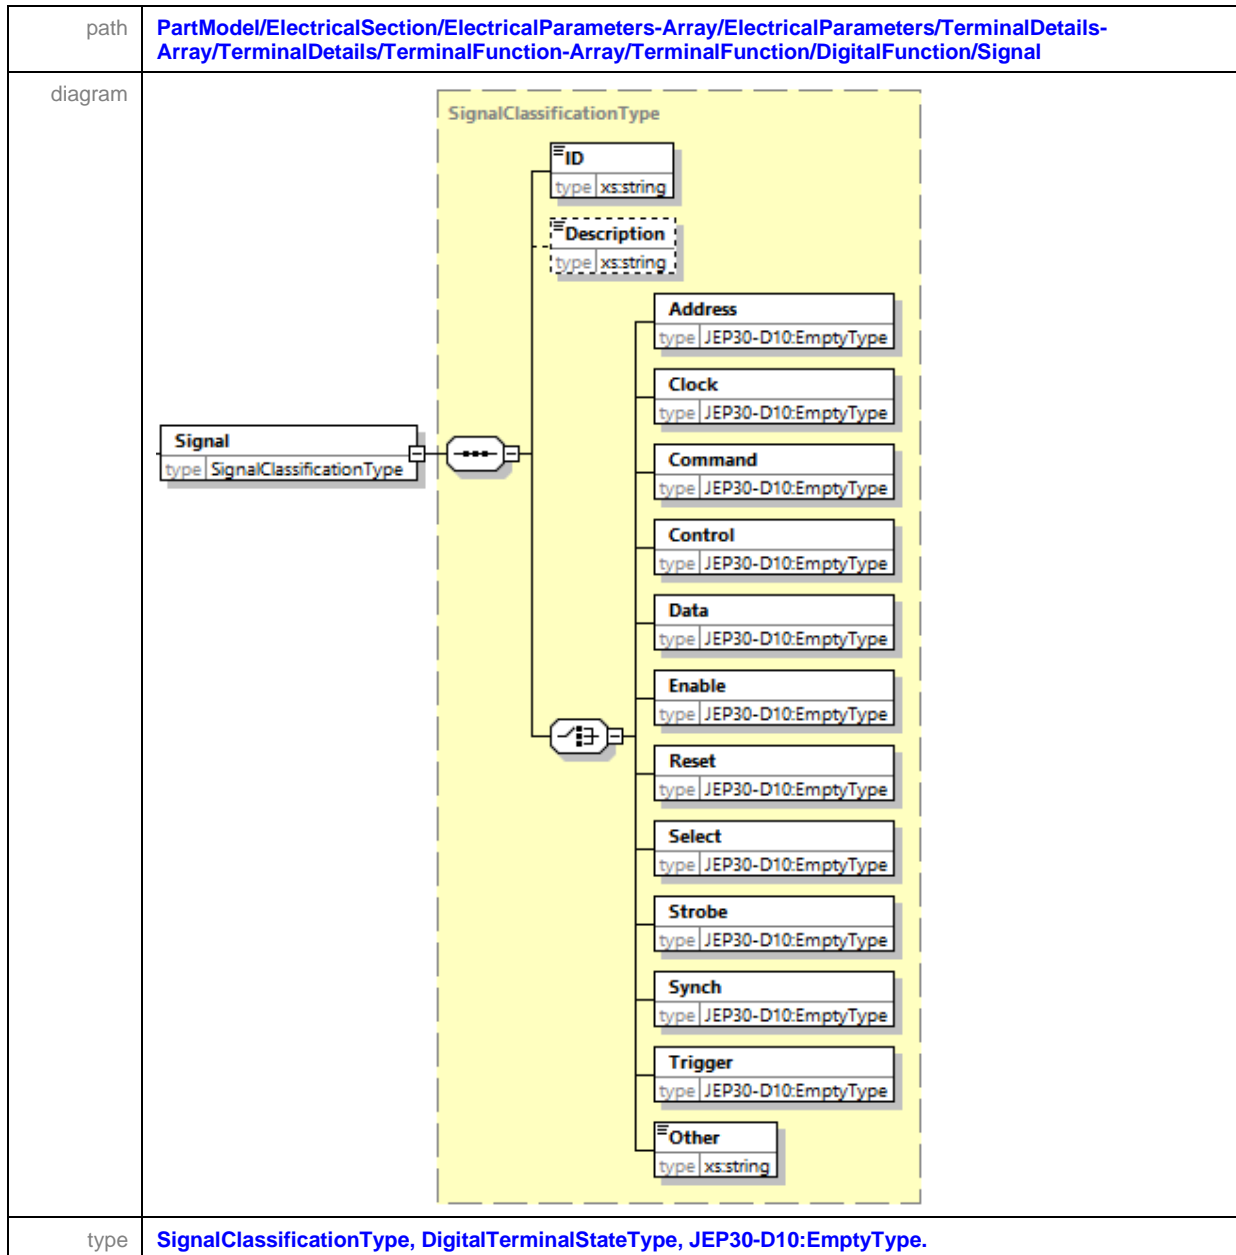 path
PartModel/ElectricalSection/ElectricalParameters-Array/ElectricalParameters/TerminalDetails-
Array/TerminalDetails/TerminalFunction-Array/TerminalFunction/DigitalFunction/Signal
diagram
SignalClassificationType
ID
type xs:string
Description
type xs:string
Address
type JEP30-D10:EmptyType
Clock
type JEP30-D10:EmptyType
Signal
type SignalClassificationType
Command
type JEP30-D10:EmptyType
Control
type JEP30-D10:EmptyType
Data
type JEP30-D10:EmptyType
Enable
type JEP30-D10:EmptyType
Reset
type JEP30-D10:EmptyType
Select
type JEP30-D10:EmptyType
Strobe
type JEP30-D10:EmptyType
Synch
type JEP30-D10:EmptyType
Trigger
type JEP30-D10:EmptyType
Other
type xs:string
type
SignalClassificationType, DigitalTerminalStateType, JEP30-D10:EmptyType.